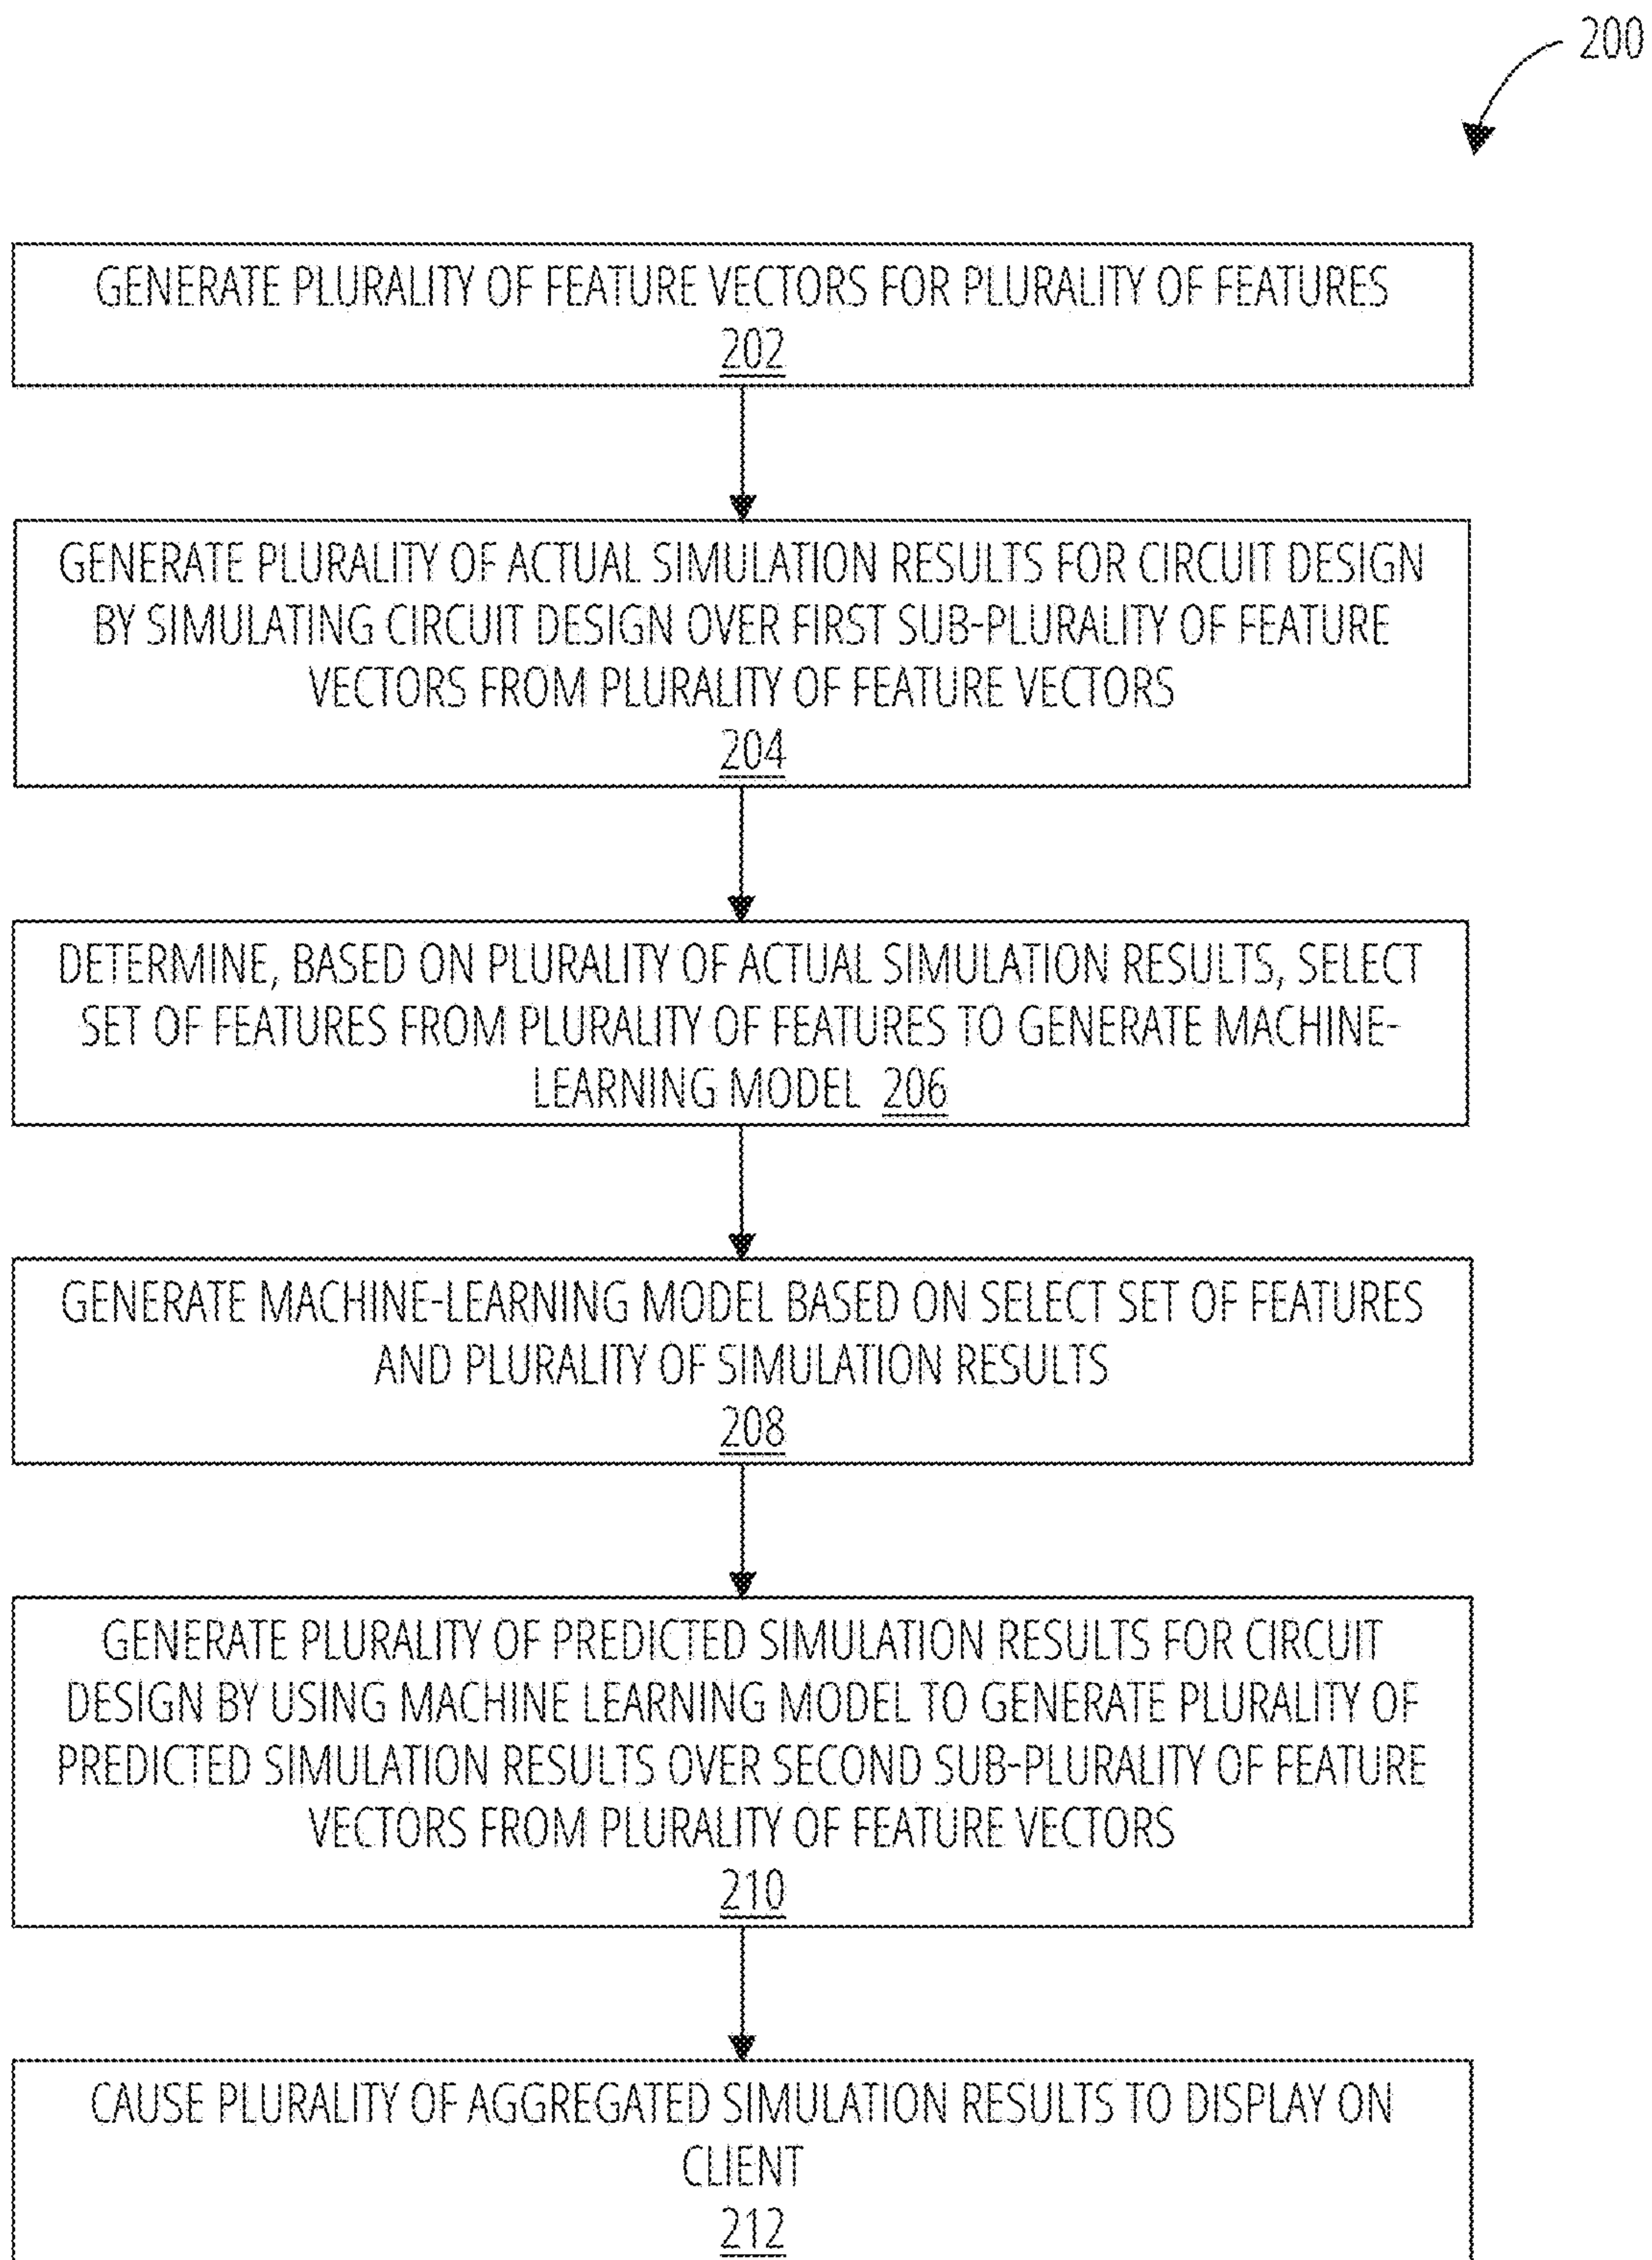 200
GENERATE PLURALITY OF FEATURE VECTORS FOR PLURALITY OF FEATURES
202
GENERATE PLURALITY OF ACTUAL SIMULATION RESULTS FOR CIRCUIT DESIGN
BY SIMULATING CIRCUIT DESIGN OVER FIRST SUB-PLURALITY OF FEATURE
VECTORS FROM PLURALITY OF FEATURE VECTORS
204
DETERMINE, BASED ON PLURALITY OF ACTUAL SIMULATION RESULTS, SELECT
SET OF FEATURES FROM PLURALITY OF FEATURES TO GENERATE MACHINE-
LEARNING MODEL 206
GENERATE MACHINE-LEARNING MODEL BASED ON SELECT SET OF FEATURES
AND PLURALITY OF SIMULATION RESULTS
208
GENERATE PLURALITY OF PREDICTED SIMULATION RESULTS FOR CIRCUIT
DESIGN BY USING MACHINE LEARNING MODEL TO GENERATE PLURALITY OF
PREDICTED SIMULATION RESULTS OVER SECOND SUB-PLURALITY OF FEATURE
VECTORS FROM PLURALITY OF FEATURE VECTORS
210
CAUSE PLURALITY OF AGGREGATED SIMULATION RESULTS TO DISPLAY ON
CLIENT
212